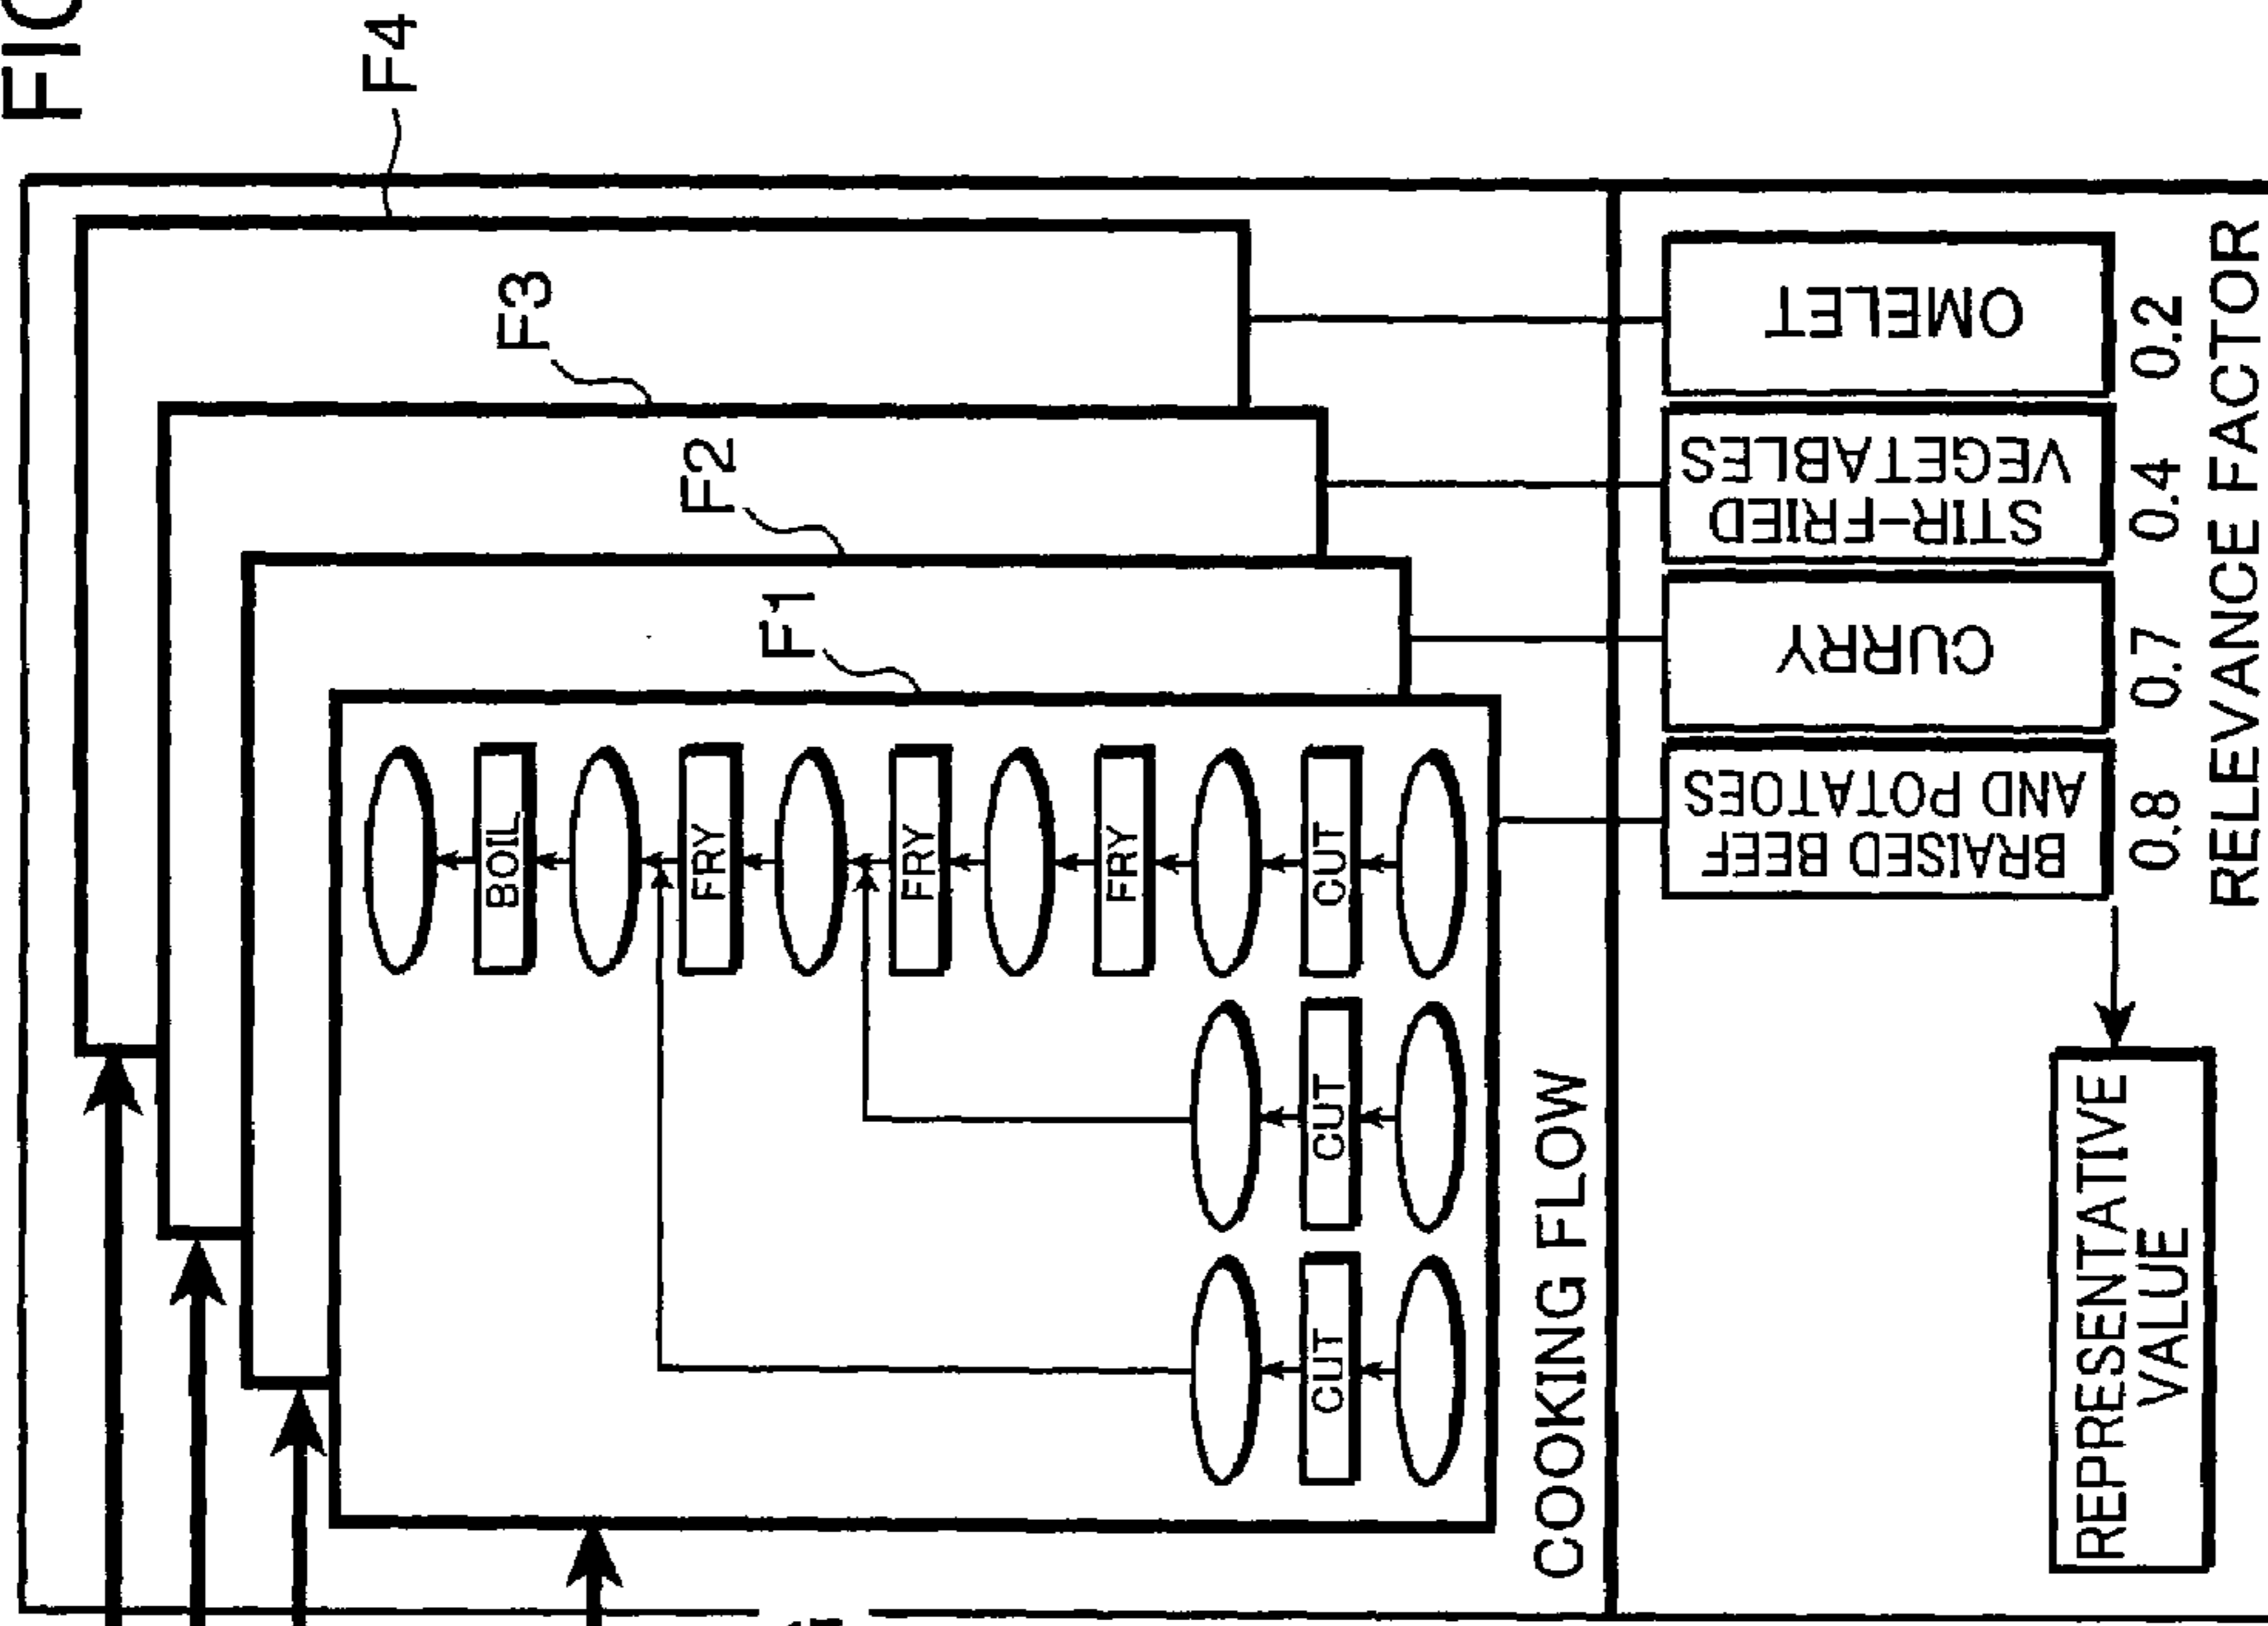 FIG
F4
F3
F2
F1
BOIL
FRY
FRY
FRY
CUT CUT CUT
COOKING FLOW
BRAISED BEEF
AND POTATOES
CURRY
STIR-FRIED
VEGETABLES
OMELET
0.8 0.7 0.4 0.2
RELEVANCE FACTOR
REPRESENTATIVE
VALUE